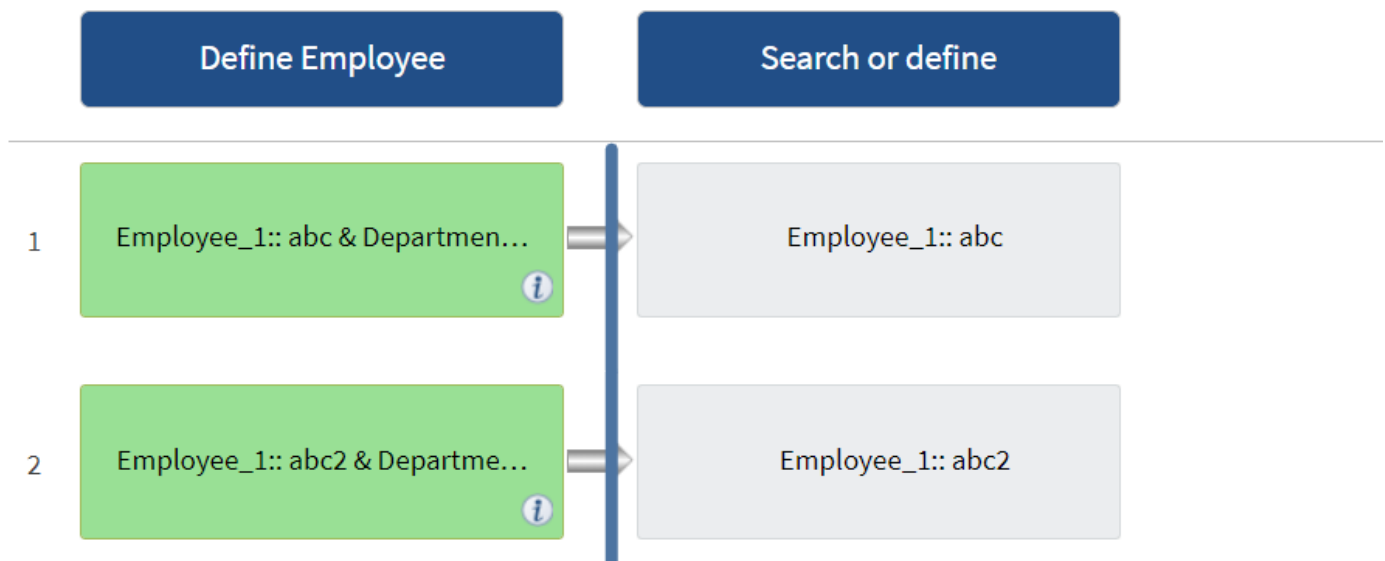 Define Employee
Search or define
1
Employee_1:: abc & Departmen...
Employee_1:: abc
2
Employee_1:: abc2 & Departme...
Employee_1:: abc2